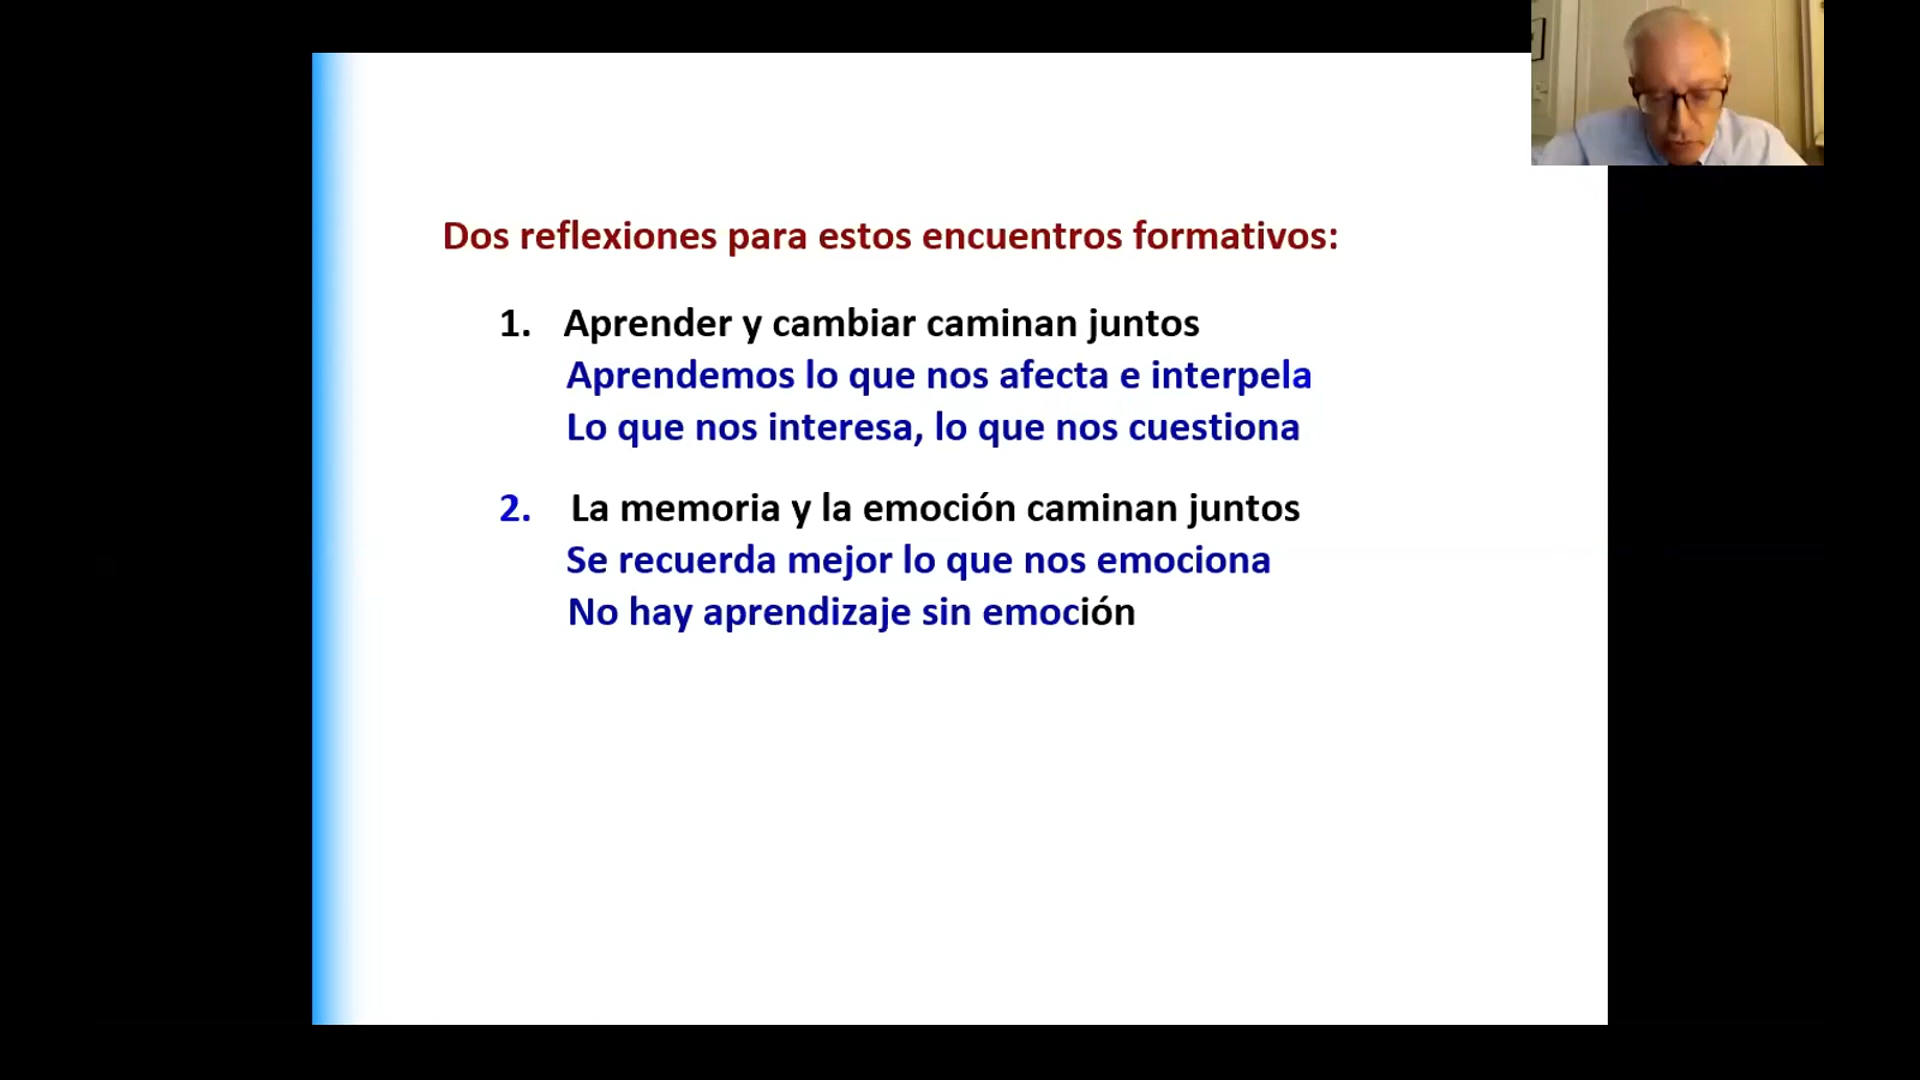 Dos reflexiones para estos encuentros formativos:
1. Aprender y cambiar caminan juntos
Aprendemos lo que nos afecta e interpela
Lo que nos interesa, lo que nos cuestiona
2. La memoria y la emoción caminan juntos
Se recuerda mejor lo que nos emociona
No hay aprendizaje sin emoción